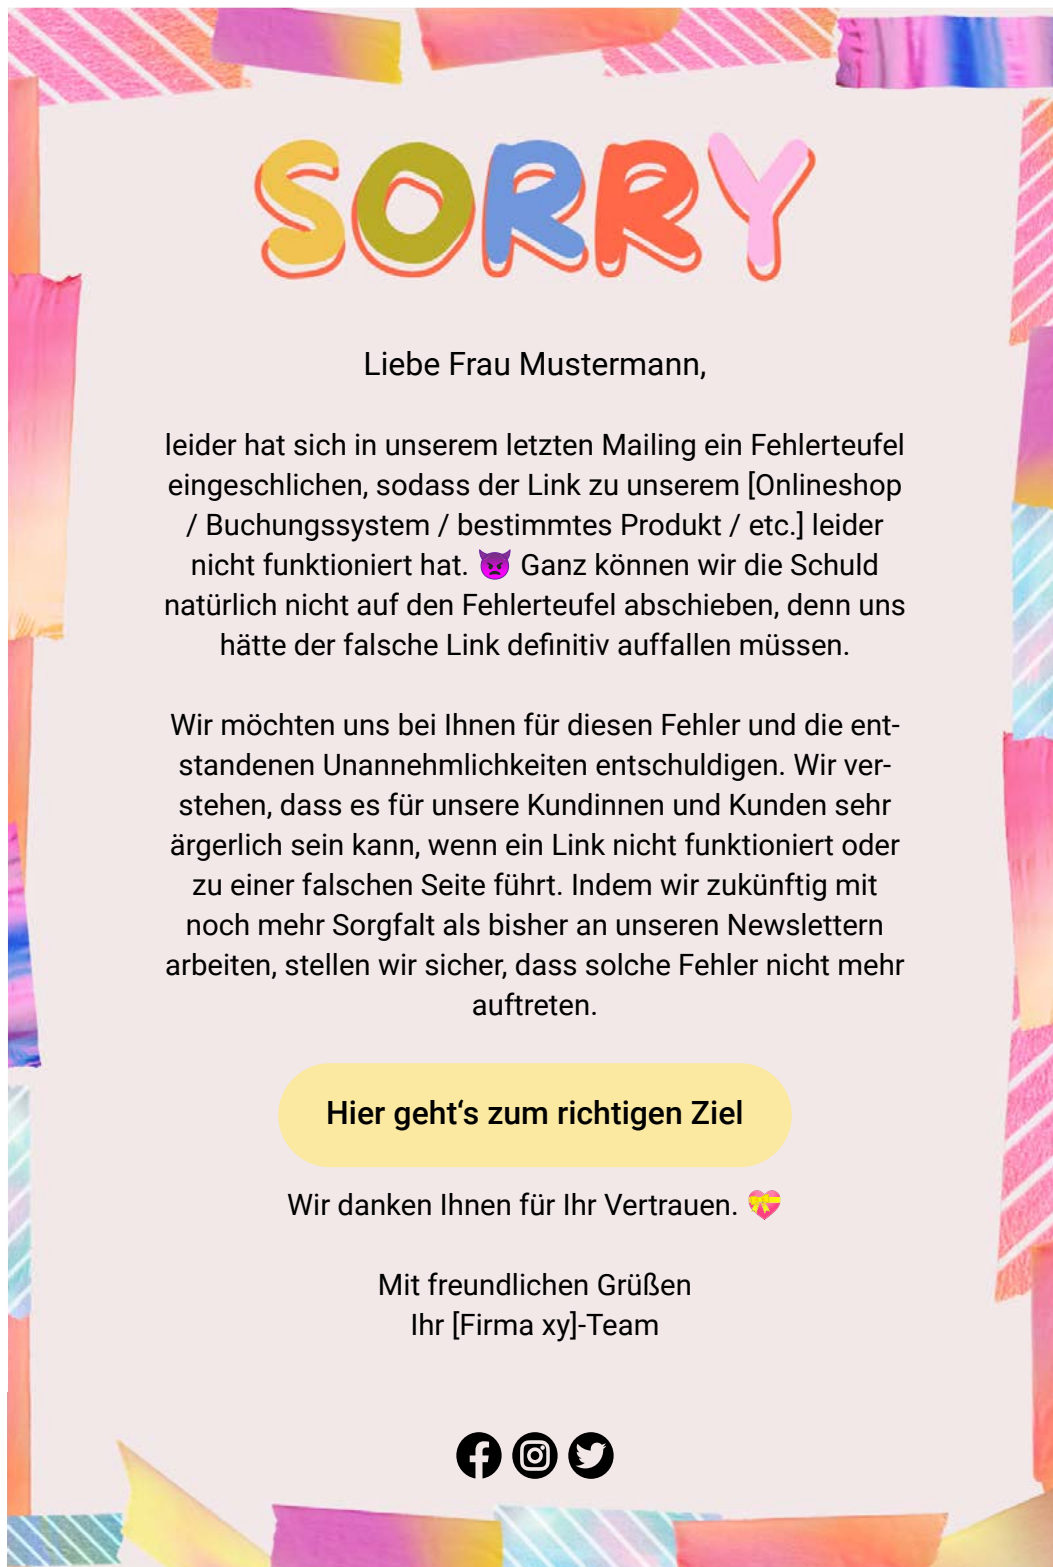 SORRY
Liebe Frau Mustermann,
leider hat sich in unserem letzten Mailing ein Fehlerteufel
eingeschlichen, sodass der Link zu unserem [Onlineshop
/ Buchungssystem / bestimmtes Produkt / etc.] leider
nicht funktioniert hat. 👿 Ganz können wir die Schuld
natürlich nicht auf den Fehlerteufel abschieben, denn uns
hätte der falsche Link definitiv auffallen müssen.
Wir möchten uns bei Ihnen für diesen Fehler und die ent-
standenen Unannehmlichkeiten entschuldigen. Wir ver-
stehen, dass es für unsere Kundinnen und Kunden sehr
ärgerlich sein kann, wenn ein Link nicht funktioniert oder
zu einer falschen Seite führt. Indem wir zukünftig mit
noch mehr Sorgfalt als bisher an unseren Newslettern
arbeiten, stellen wir sicher, dass solche Fehler nicht mehr
auftreten.
Hier geht‘s zum richtigen Ziel
Wir danken Ihnen für Ihr Vertrauen. 💝
Mit freundlichen Grüßen
Ihr [Firma xy]-Team